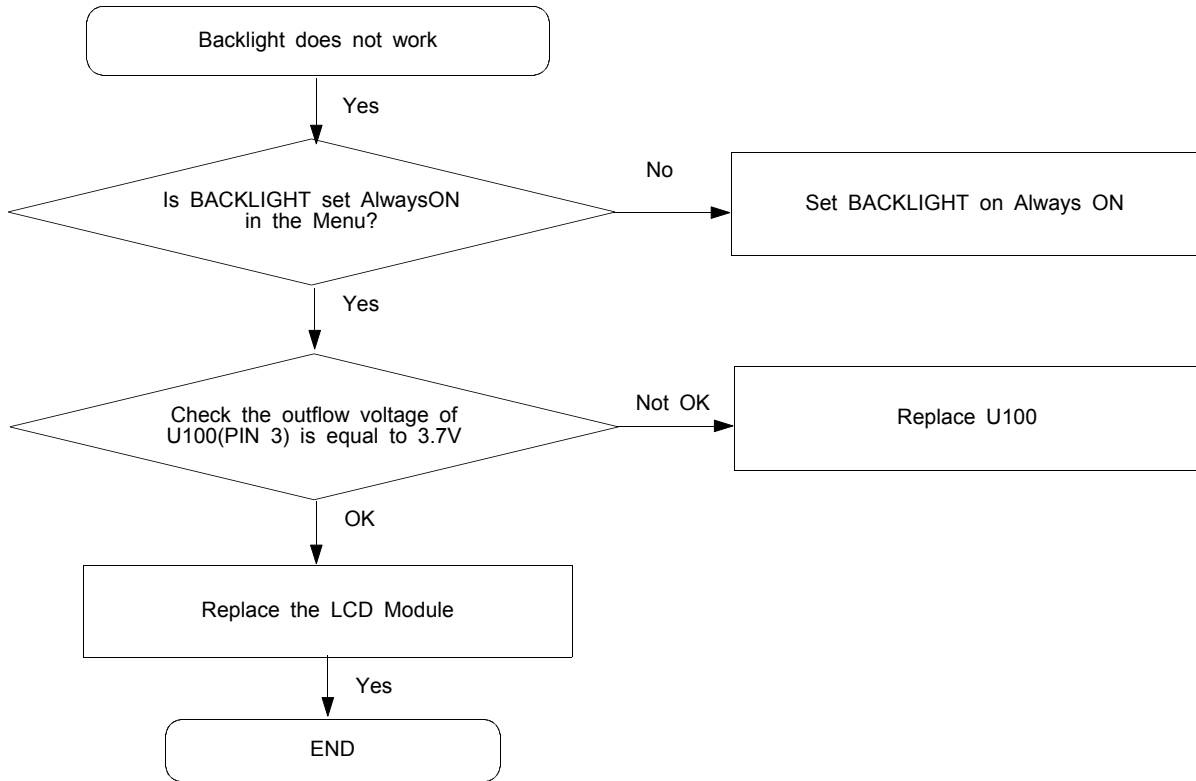 Backlight does not work
Yes
Is BACKLIGHT set AlwaysON
in the Menu?
No
Set BACKLIGHT on Always ON
Yes
Check the outflow voltage of
U100(PIN 3) is equal to 3.7V
Not OK
Replace U100
OK
Replace the LCD Module
Yes
END